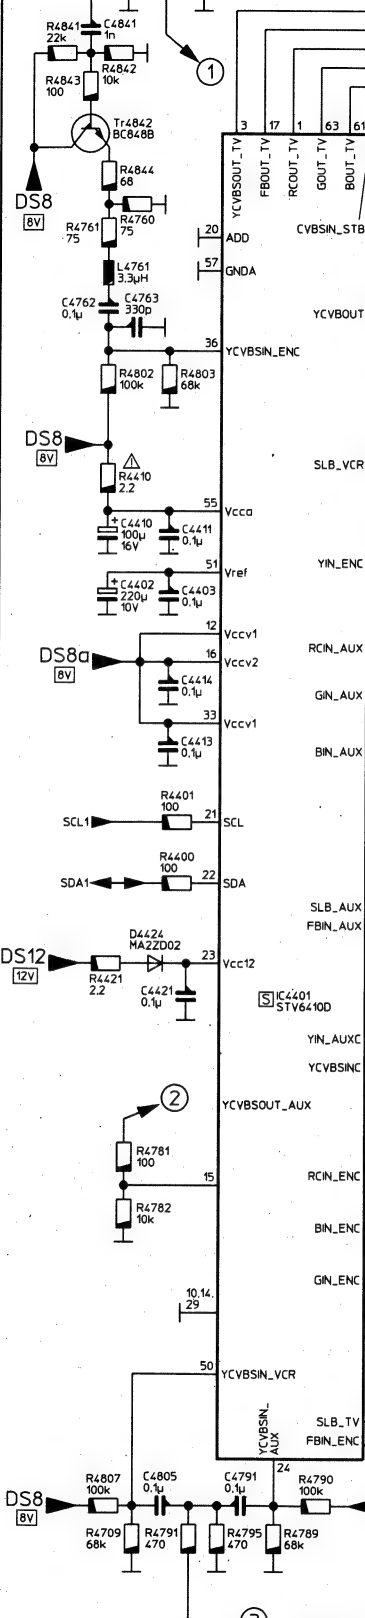 R4841
22k
C4841
1n
R4842
10k
R4843
100
1
Tr4842
BC848B
3
17
1
63
61
YCVBSOUT_TV
FBOUT_TV
RCOUT_TV
GOUT_TV
BOUT_TV
R4844
68
DS8
8V
R4761
75
R4760
75
CVBSIN_STB
20
ADD
57
GNDA
L4761
3.3µH
C4762
0.1µ
C4763
330p
YCVBOUT
36
YCVBSIN_ENC
R4802
100k
R4803
68k
DS8
8V
R4410
2.2
SLB_VCR
55
Vcca
+
C4410
100µ
16V
C4411
0.1µ
51
Vref
YIN_ENC
+
C4402
220µ
10V
C4403
0.1µ
12
Vccv1
RCIN_AUX
DS8a
8V
16
Vccv2
C4414
0.1µ
GIN_AUX
33
Vccv1
C4413
0.1µ
BIN_AUX
R4401
100
SCL1
21
SCL
R4400
100
SDA1
22
SDA
SLB_AUX
FBIN_AUX
D4424
MA2ZD02
DS12
12V
R4421
2.2
23
Vcc12
C4421
0.1µ
S IC4401
STV6410D
YIN_AUXC
YCVBSINC
2
YCVBSOUT_AUX
R4781
100
15
RCIN_ENC
R4782
10k
BIN_ENC
GIN_ENC
10,14,
29
50
YCVBSIN_VCR
YCVBSIN_
AUX
SLB_TV
FBIN_ENC
24
DS8
8V
R4807
100k
C4805
0.1µ
C4791
0.1µ
R4790
100k
R4709
68k
R4791
470
R4795
470
R4789
68k